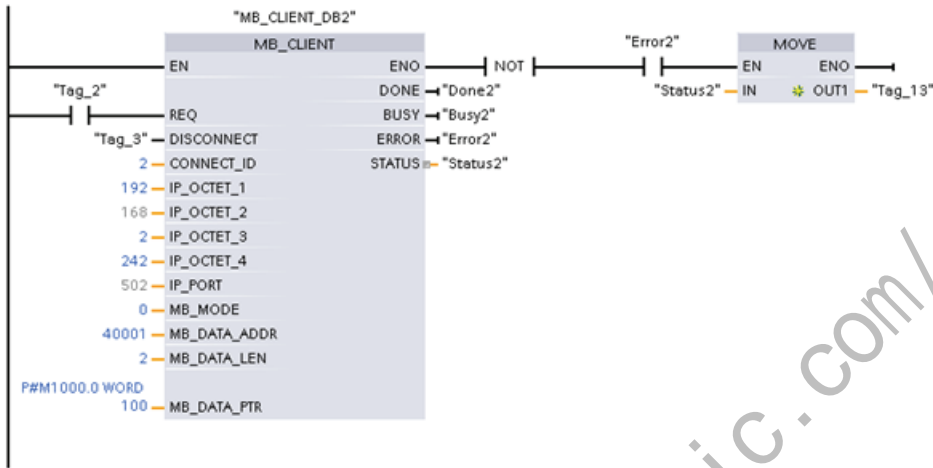 "MB_CLIENT_DB2"
MB_CLIENT
EN ENO NOT
DONE "Done2"
"Tag_2" REQ BUSY "Busy2"
"Tag_3" DISCONNECT ERROR "Error2"
2 CONNECT_ID STATUS "Status2"
192 IP_OCTET_1
168 IP_OCTET_2
2 IP_OCTET_3
242 IP_OCTET_4
502 IP_PORT
0 MB_MODE
40001 MB_DATA_ADDR
2 MB_DATA_LEN
P#M1000.0 WORD
100 MB_DATA_PTR
"Error2"
MOVE
EN ENO
"Status2" IN OUT1 "Tag_13"
ic.com/